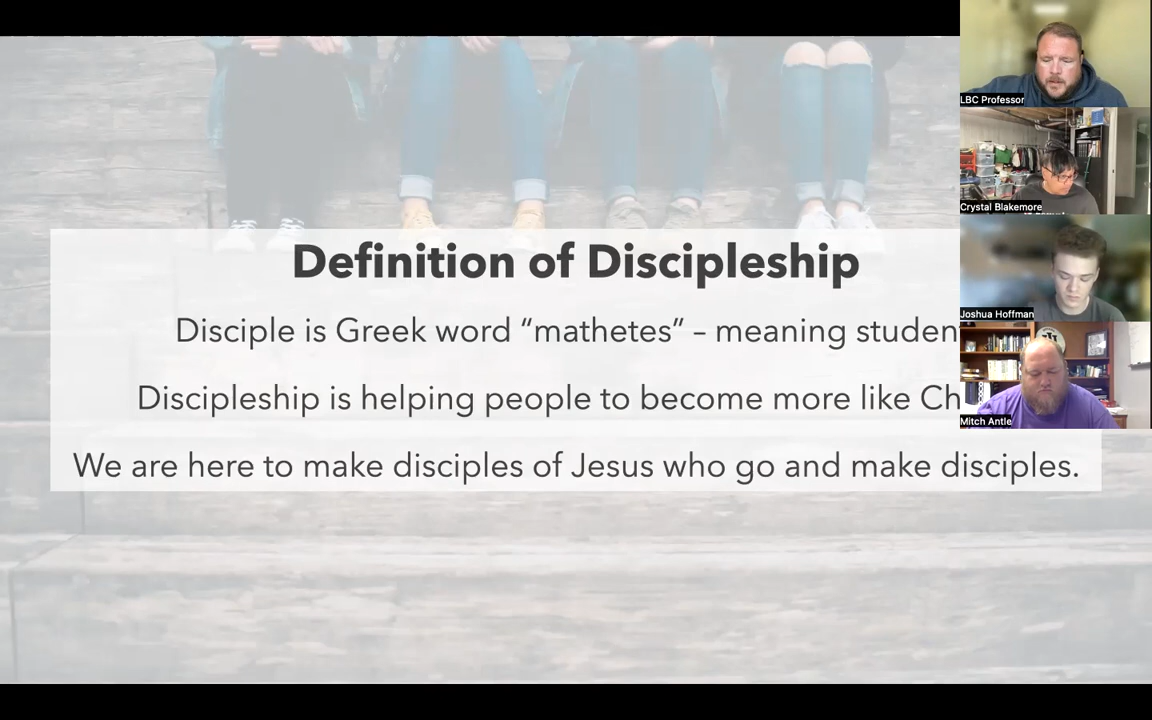 Definition of Discipleship
Disciple is Greek word “mathetes” – meaning studen
Discipleship is helping people to become more like Ch
We are here to make disciples of Jesus who go and make disciples.
LBC Professor
Crystal Blakemore
Joshua Hoffman
Mitch Antle